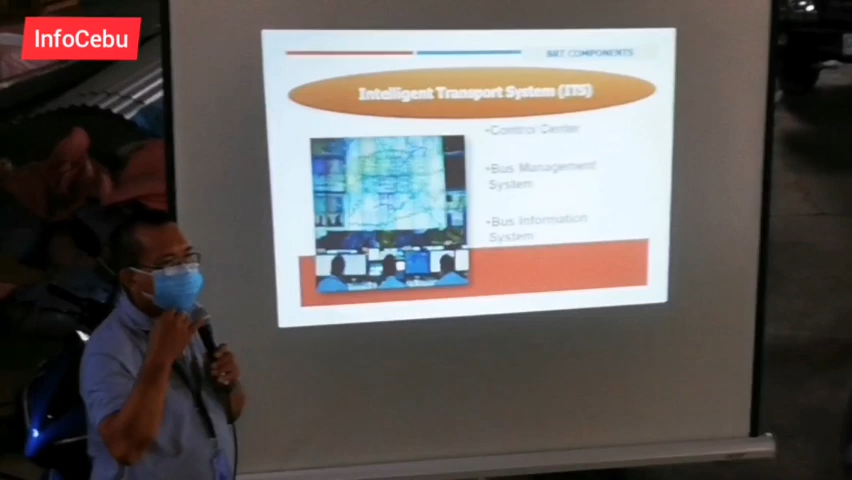 InfoCebu
BRT COMPONENTS
Intelligent Transport System (ITS)
•Control Center
•Bus Management
System
•Bus Information
System